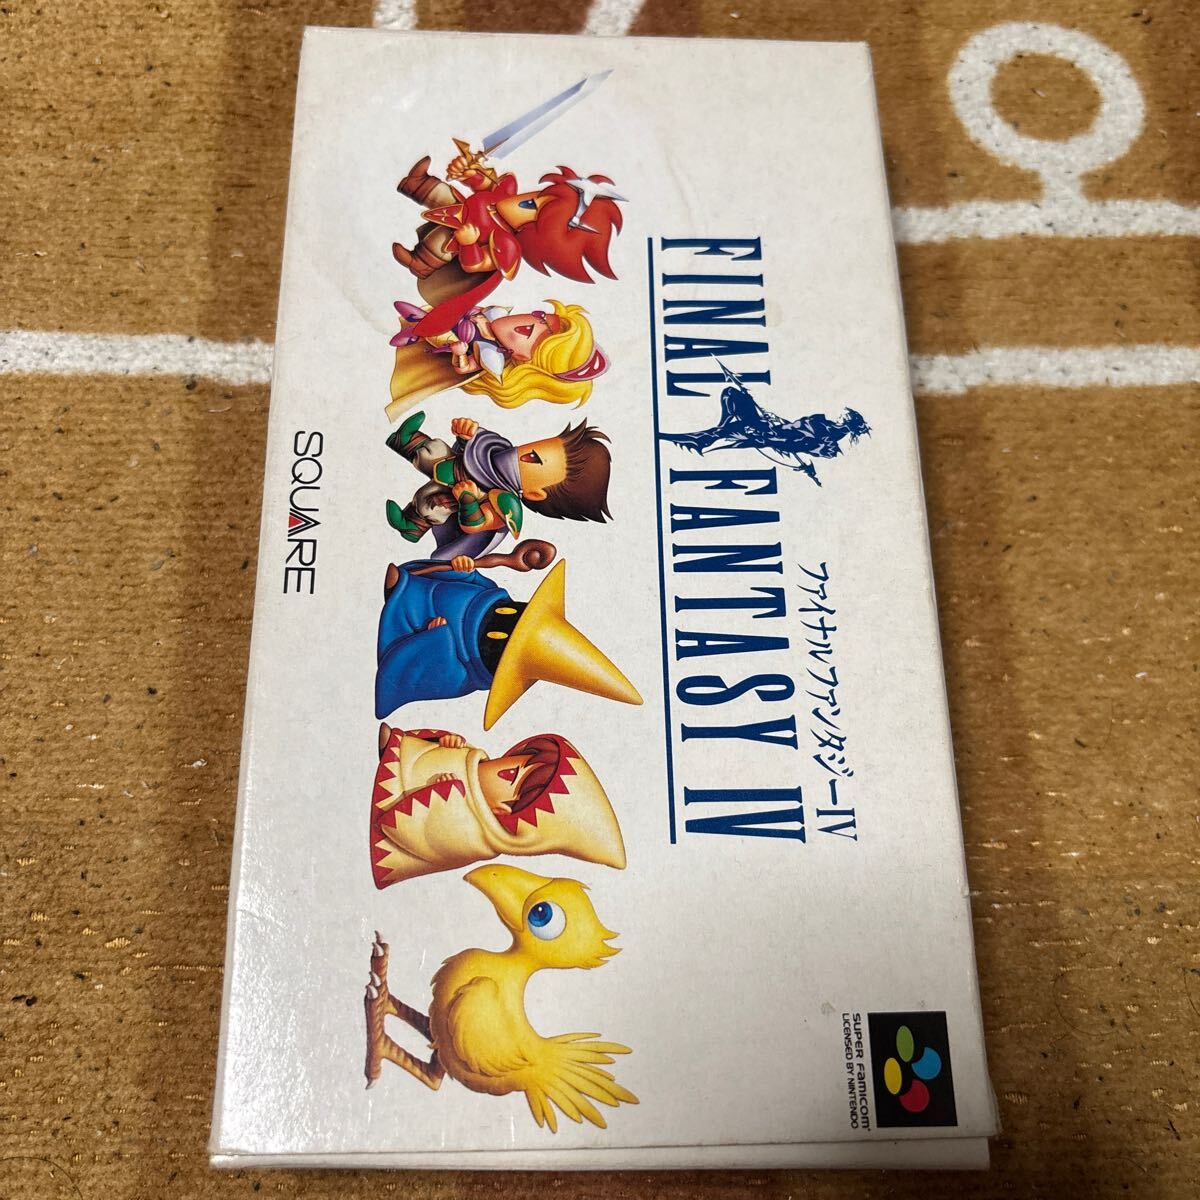 ファイナルファンタジーIV
FINAL FANTASY IV
SQUARE
SUPER FAMICOM
LICENSED BY NINTENDO